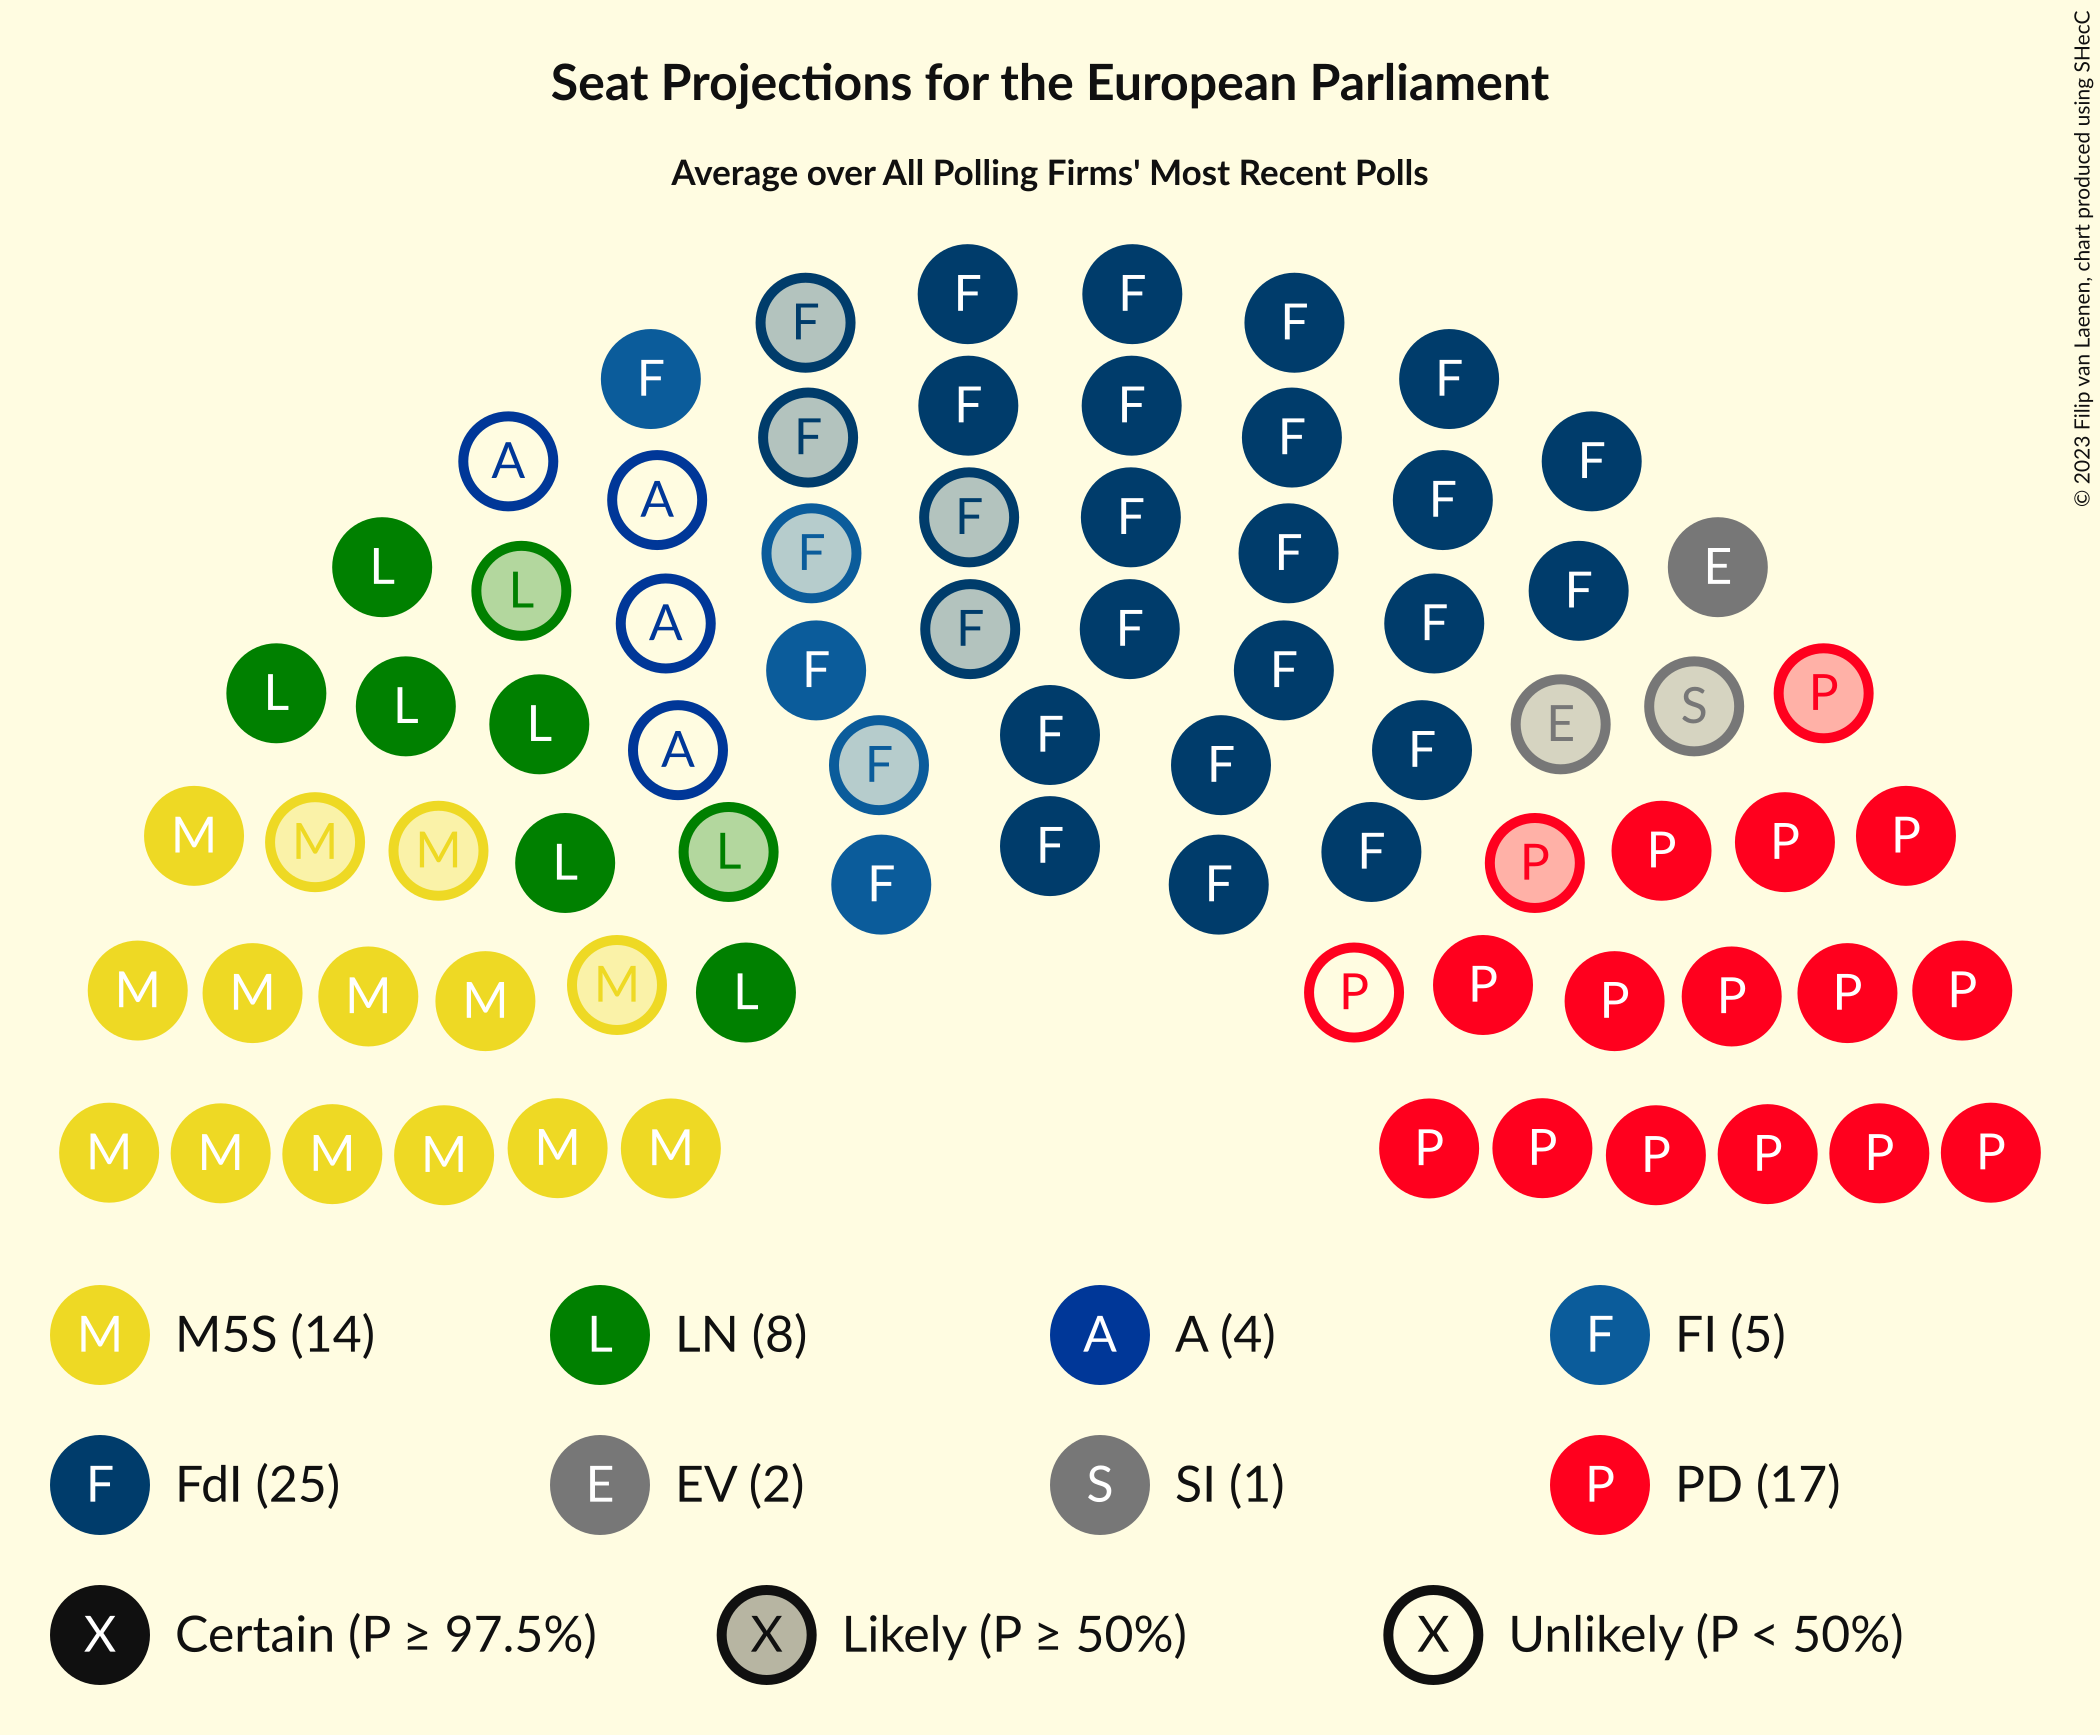 Seat Projections for the European Parliament
Average over All Polling Firms' Most Recent Polls
© 2023 Filip van Laenen, chart produced using SHecC
F F
F F
F F
F F F F
A F
A F
F F
F F
L E
L F
A F
F F
L P
L S
L E
A F
F F
F
F F
M P
M P
M P
L P
L F
F F
F
M P
M P
M P
M P
M P
L P
M M M M M M P P P P P P
M M5S (14) L LN (8) A A (4) F FI (5)
F FdI (25) E EV (2) S SI (1) P PD (17)
X Certain (P ≥ 97.5%) X Likely (P ≥ 50%) X Unlikely (P < 50%)